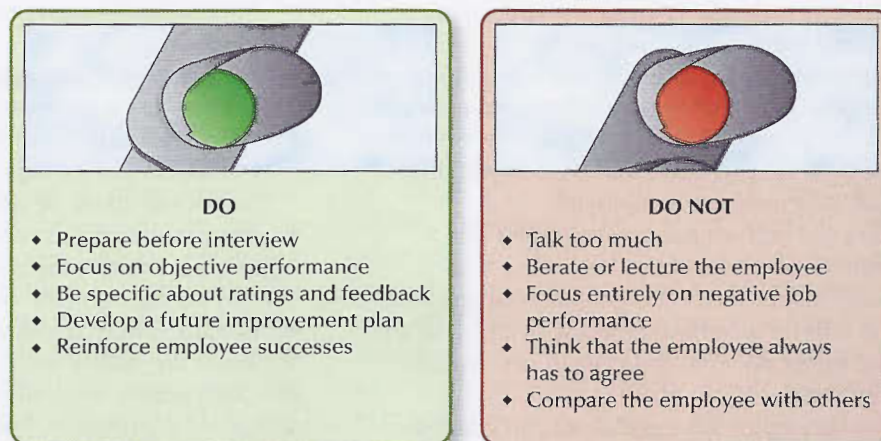 DO
◆ Prepare before interview
◆ Focus on objective performance
◆ Be specific about ratings and feedback
◆ Develop a future improvement plan
◆ Reinforce employee successes
DO NOT
◆ Talk too much
◆ Berate or lecture the employee
◆ Focus entirely on negative job
performance
◆ Think that the employee always
has to agree
◆ Compare the employee with others